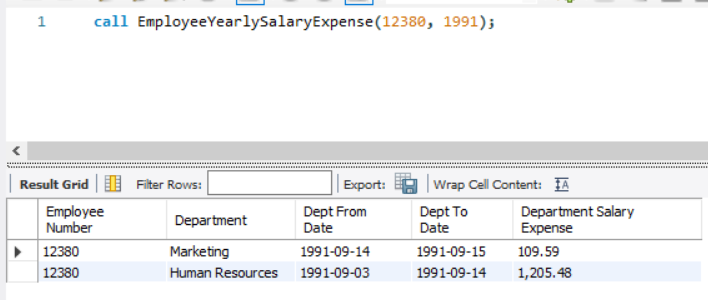 1 call EmployeeYearlySalaryExpense(12380, 1991);
Result Grid Filter Rows: Export: Wrap Cell Content:
Employee Number Department Dept From Date Dept To Date Department Salary Expense
12380 Marketing 1991-09-14 1991-09-15 109.59
12380 Human Resources 1991-09-03 1991-09-14 1,205.48